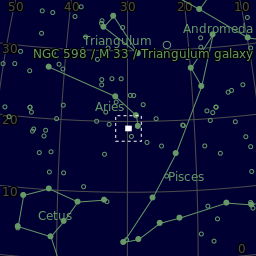 50 40 30 20 10
Andromeda
Triangulum
30
NGC 598 / M 33 / Triangulum galaxy
Aries
20
Pisces
10
Cetus
0